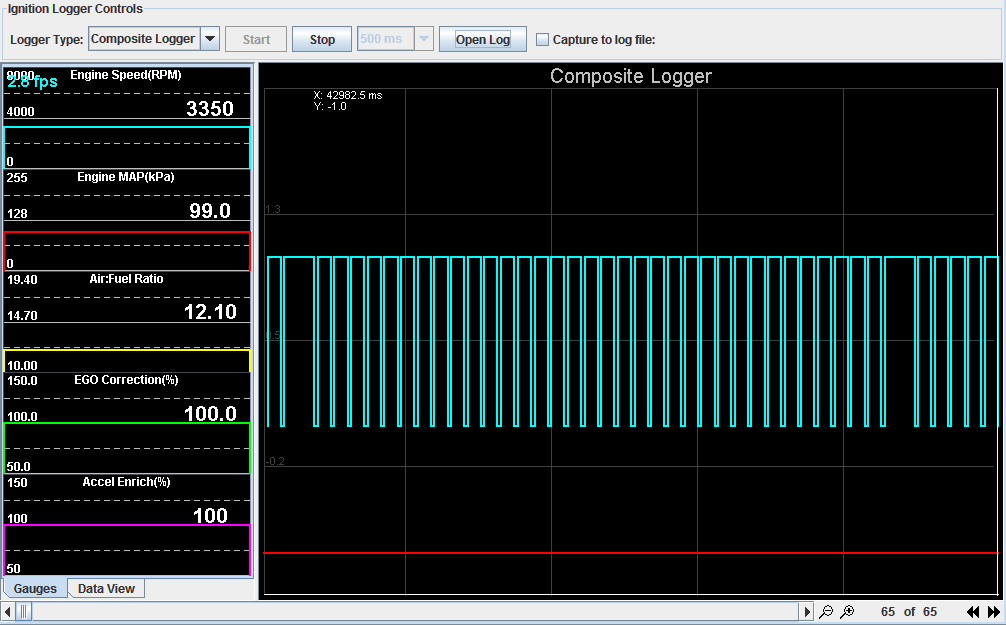 Ignition Logger Controls
Logger Type: Composite Logger Start Stop 500 ms Open Log Capture to log file:
8000 Engine Speed(RPM)
2.8 fps
4000 3350
0
255 Engine MAP(kPa)
128 99.0
0
19.40 Air:Fuel Ratio
14.70 12.10
10.00
150.0 EGO Correction(%)
100.0 100.0
50.0
150 Accel Enrich(%)
100 100
50
Gauges Data View
Composite Logger
X: 42982.5 ms
Y: -1.0
1.3
0.5
-0.2
65 of 65